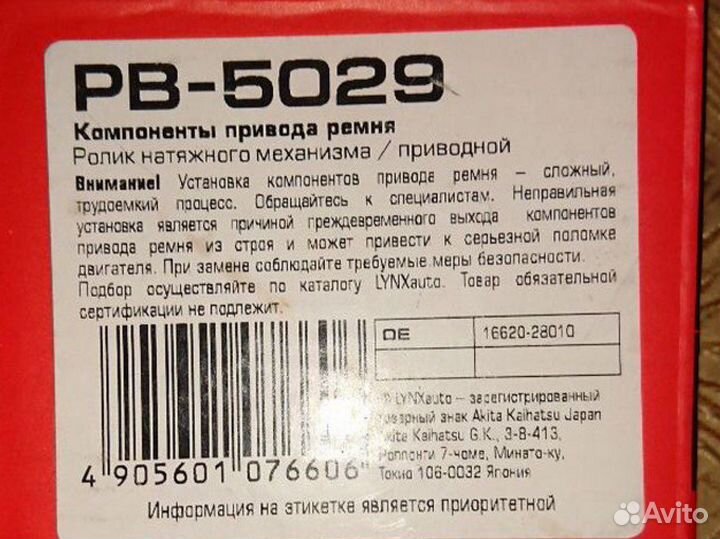 PB-5029
Компоненты привода ремня
Ролик натяжного механизма / приводной
Внимание! Установка компонентов привода ремня – сложный,
трудоемкий процесс. Обращайтесь к специалистам. Неправильная
установка является причиной преждевременного выхода компонентов
привода ремня из строя и может привести к серьезной поломке
двигателя. При замене соблюдайте требуемые меры безопасности.
Подбор осуществляйте по каталогу LYNXauto. Товар обязательной
сертификации не подлежит.
OE 16620-28010
® LYNXauto – зарегистрированный
товарный знак Akita Kaihatsu Japan
Akita Kaihatsu G.K., 3-8-413,
Роппонги 7-чоме, Минато-ку,
Токио 106-0032 Япония
4 905601 076606
Информация на этикетке является приоритетной
Avito